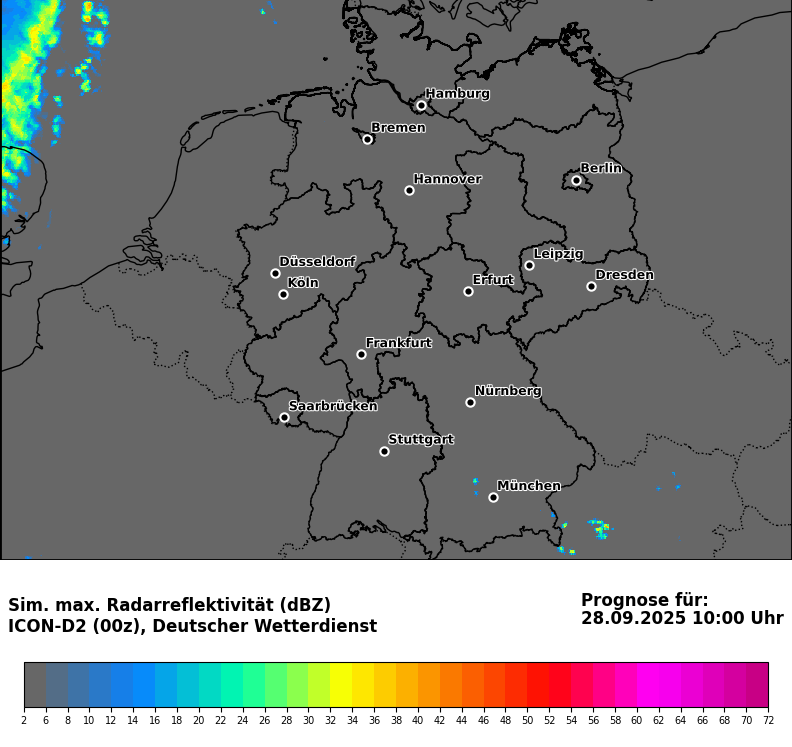 Hamburg
Bremen
Berlin
Hannover
Düsseldorf
Leipzig
Köln
Erfurt
Dresden
Frankfurt
Nürnberg
Saarbrücken
Stuttgart
München
Sim. max. Radarreflektivität (dBZ)
ICON-D2 (00z), Deutscher Wetterdienst
Prognose für:
28.09.2025 10:00 Uhr
2 6 8 10 12 14 16 18 20 22 24 26 28 30 32 34 36 38 40 42 44 46 48 50 52 54 56 58 60 62 64 66 68 70 72